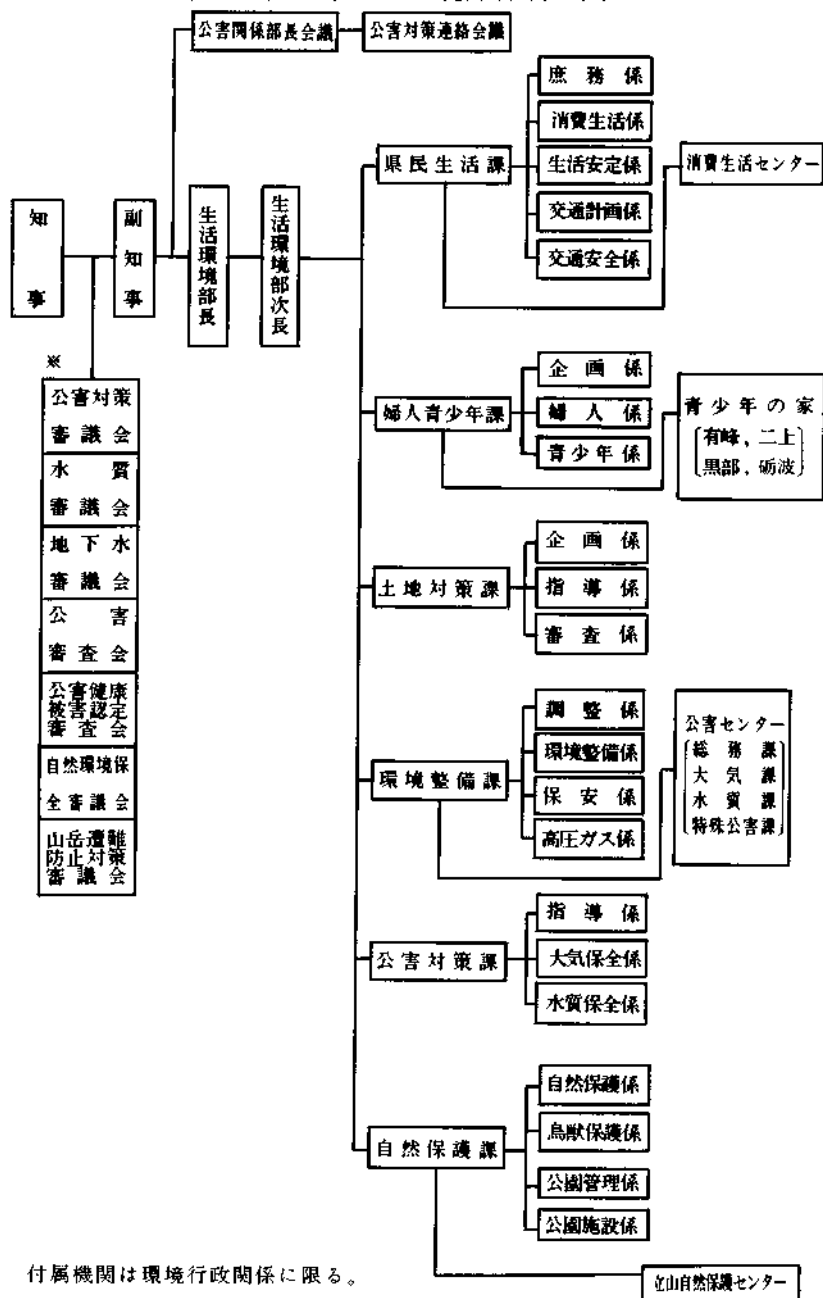 公害関係部長会議
公害対策連絡会議
知事
副知事
生活環境部長
生活環境部次長
※
公害対策
審議会
水質
審議会
地下水
審議会
公害
審査会
公害健康
被害認定
審査会
自然環境保
全審議会
山岳遭難
防止対策
審議会
県民生活課
庶務係
消費生活係
生活安定係
交通計画係
交通安全係
消費生活センター
婦人青少年課
企画係
婦人係
青少年係
青少年の家
有峰，二上
黒部，砺波
土地対策課
企画係
指導係
審査係
環境整備課
調整係
環境整備係
保安係
高圧ガス係
公害センター
総務課
大気課
水質課
特殊公害課
公害対策課
指導係
大気保全係
水質保全係
自然保護課
自然保護係
鳥獣保護係
公園管理係
公園施設係
立山自然保護センター
付属機関は環境行政関係に限る。